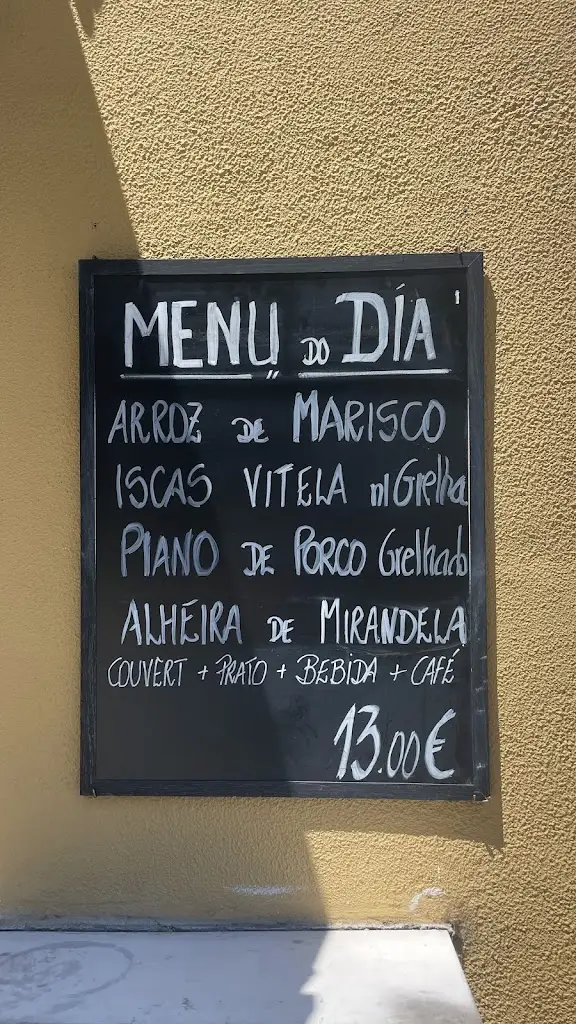 MENU DO DÍA
ARROZ DE MARISCO
ISCAS VITELA n/Grelha
PIANO DE PORCO Grelhado
ALHEIRA DE MIRANDELA
COUVERT + PRATO + BEBIDA + CAFÉ
13.00€